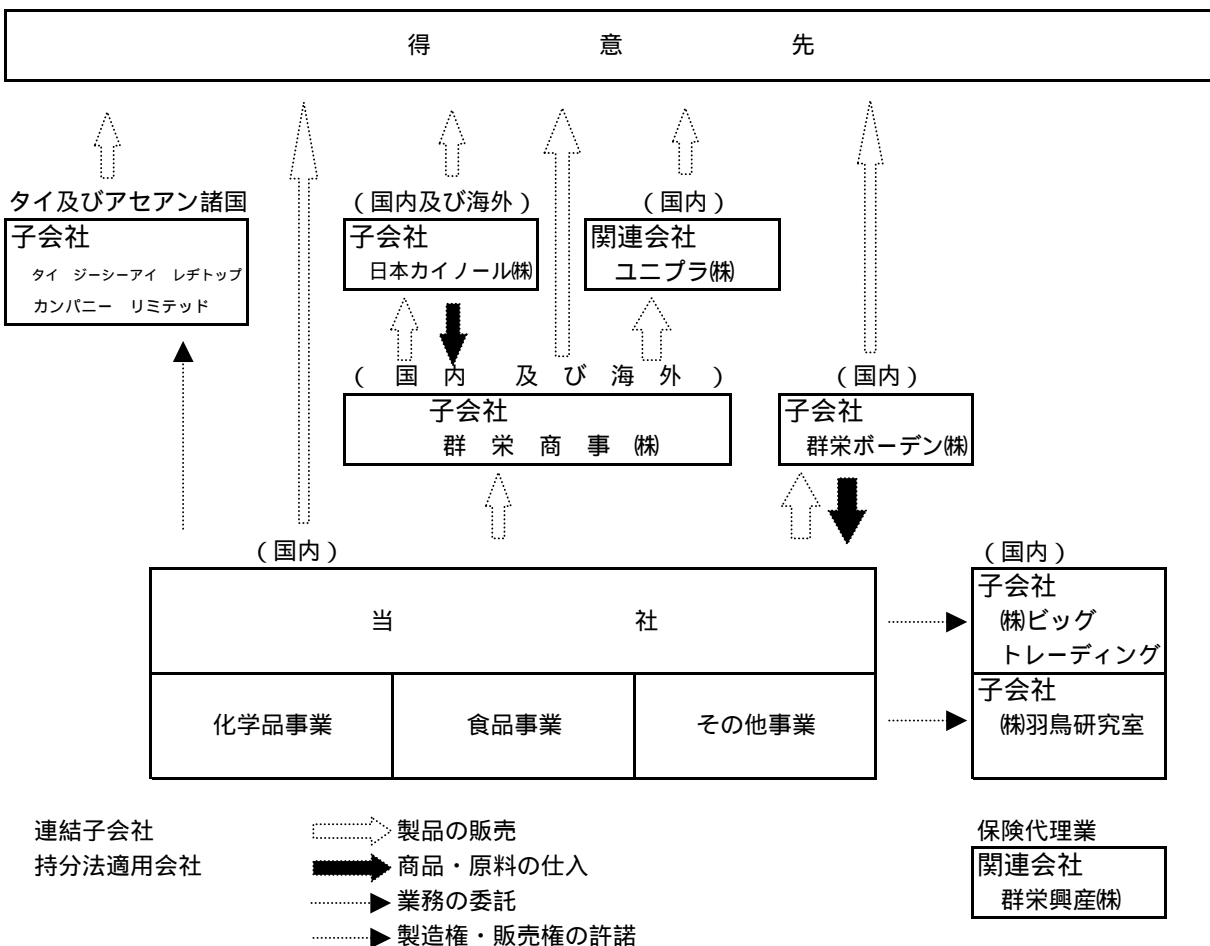 得 意 先
タイ及びアセアン諸国
(国内及び海外)
(国内)
子会社
タイ ジーシーアイ レヂトップ
カンパニー リミテッド
子会社
日本カイノール㈱
関連会社
ユニプラ㈱
(国内 及び海外)
(国内)
子会社
群栄商事㈱
子会社
群栄ボーデン㈱
(国内)
(国内)
当 社
子会社
㈱ビッグ
トレーディング
化学品事業
食品事業
その他事業
子会社
㈱羽鳥研究室
連結子会社
製品の販売
保険代理業
持分法適用会社
商品・原料の仕入
関連会社
群栄興産㈱
業務の委託
製造権・販売権の許諾